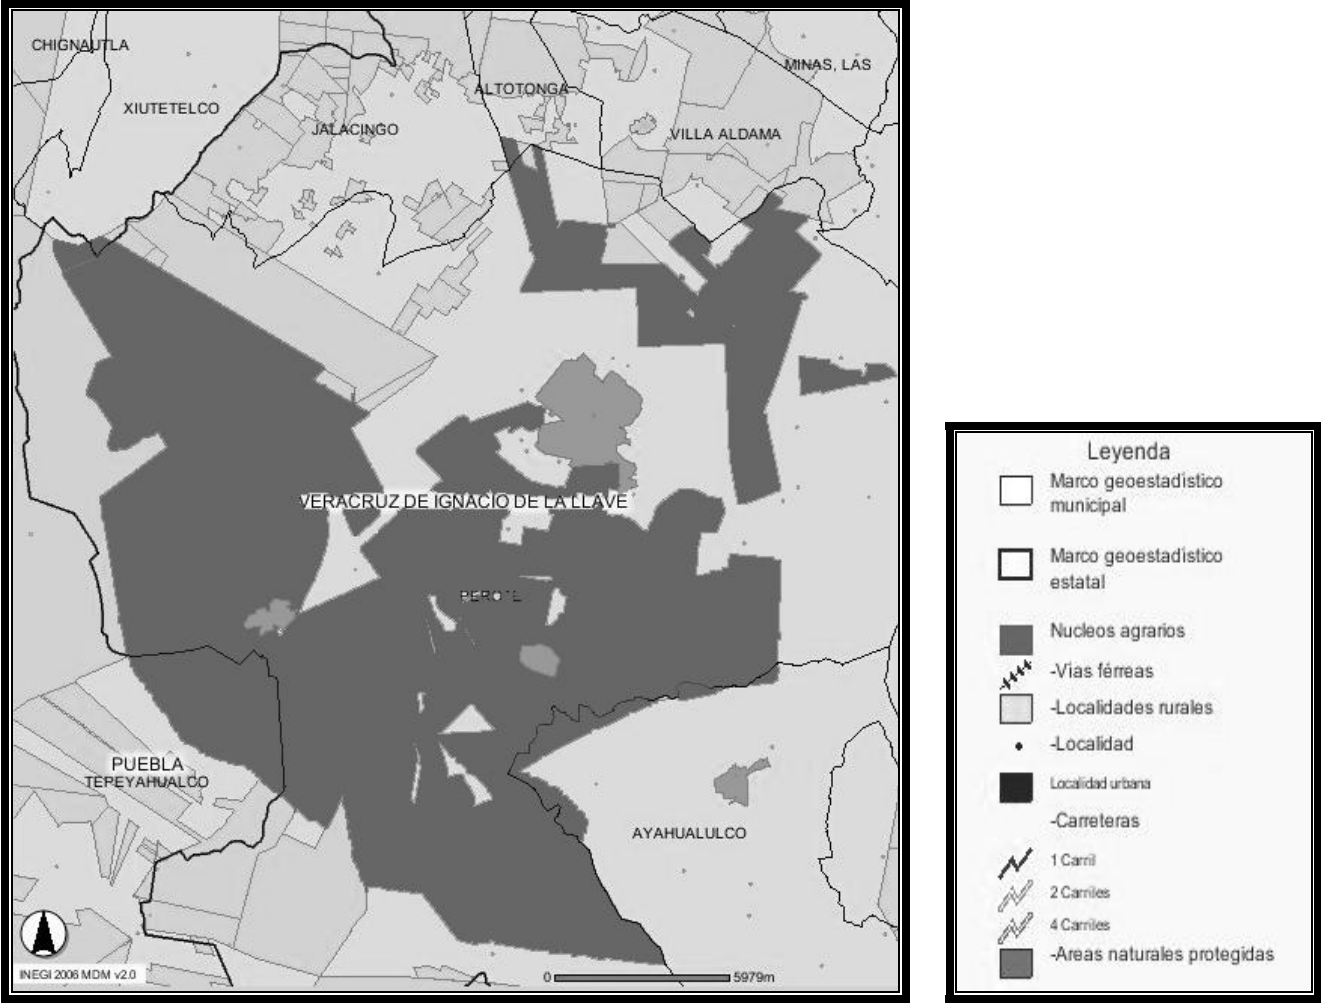 CHIGNAUTLA
MINAS, LAS
ALTOTONGA
XIUTETELCO
JALACINGO
VILLA ALDAMA
VERACRUZ DE IGNACIO DE LA LLAVE
PEROTE
PUEBLA
TEPEYAHUALCO
AYAHUALULCO
INEGI 2006 MDM v2.0
0 5979m
Leyenda
Marco geoestadístico
municipal
Marco geoestadístico
estatal
Nucleos agrarios
-Vías férreas
-Localidades rurales
-Localidad
Localidad urbana
-Carreteras
1 Carril
2 Carriles
4 Carriles
-Areas naturales protegidas